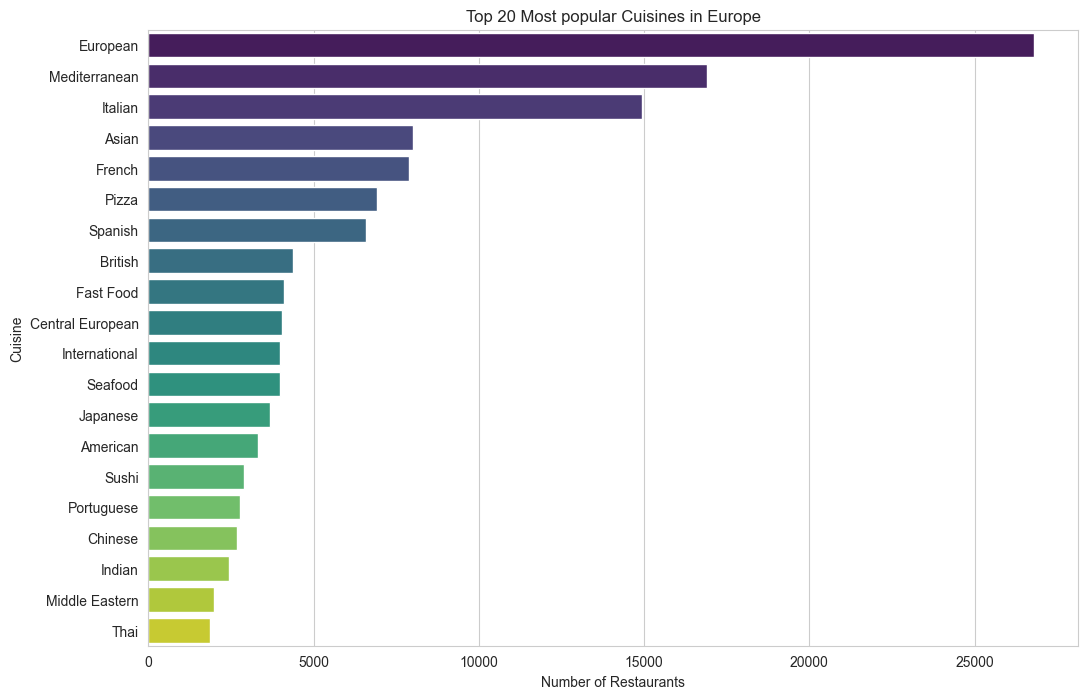 Top 20 Most popular Cuisines in Europe
European
Mediterranean
Italian
Asian
French
Pizza
Spanish
British
Fast Food
Central European
International
Seafood
Japanese
American
Sushi
Portuguese
Chinese
Indian
Middle Eastern
Thai
Cuisine
0 5000 10000 15000 20000 25000
Number of Restaurants